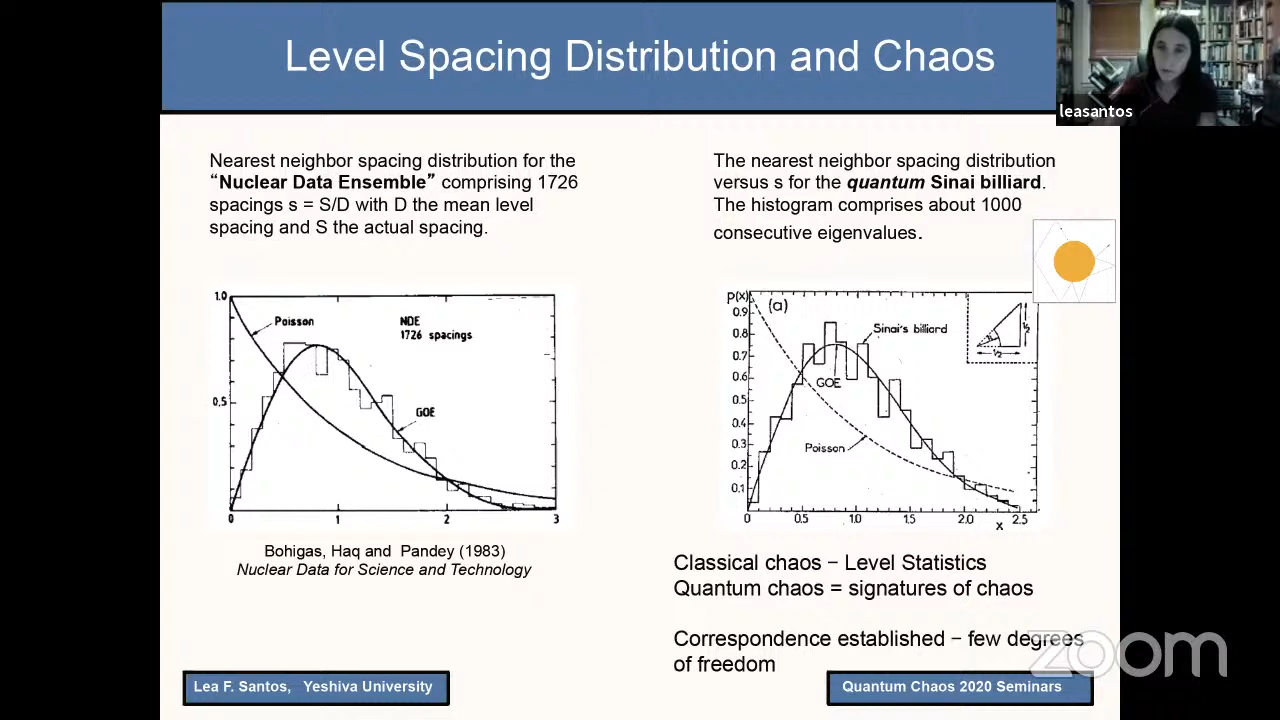 Level Spacing Distribution and Chaos
leasantos
Nearest neighbor spacing distribution for the
“Nuclear Data Ensemble” comprising 1726
spacings s = S/D with D the mean level
spacing and S the actual spacing.
1.0
Poisson
NDE
1726 spacings
0.5
GOE
0 1 2 3
Bohigas, Haq and Pandey (1983)
Nuclear Data for Science and Technology
The nearest neighbor spacing distribution
versus s for the quantum Sinai billiard.
The histogram comprises about 1000
consecutive eigenvalues.
p(x)
(a)
0.9
0.8
0.7
0.6
0.5
0.4
0.3
0.2
0.1
Sinai's billiard
GOE
Poisson
1/2
1/2
0 0.5 1.0 1.5 2.0 2.5
x
Classical chaos – Level Statistics
Quantum chaos = signatures of chaos
Correspondence established – few degrees
of freedom
zoom
Lea F. Santos, Yeshiva University
Quantum Chaos 2020 Seminars